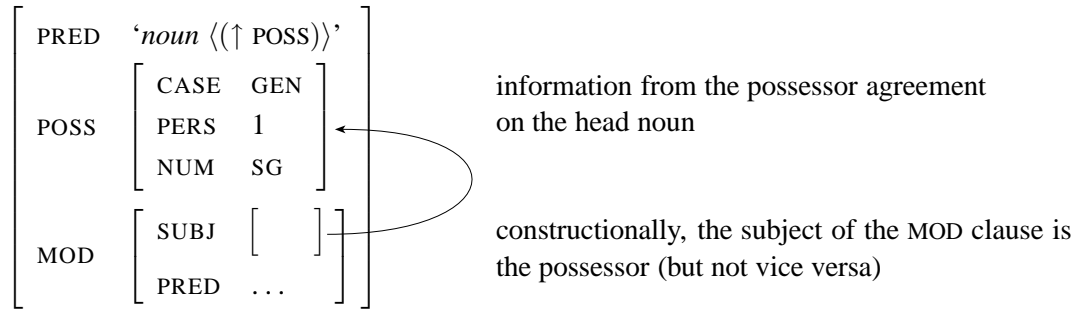 PRED ‘noun ⟨(↑ POSS)⟩’
CASE GEN information from the possessor agreement
POSS PERS 1 on the head noun
NUM SG
SUBJ [ ] constructionally, the subject of the MOD clause is
MOD the possessor (but not vice versa)
PRED ...